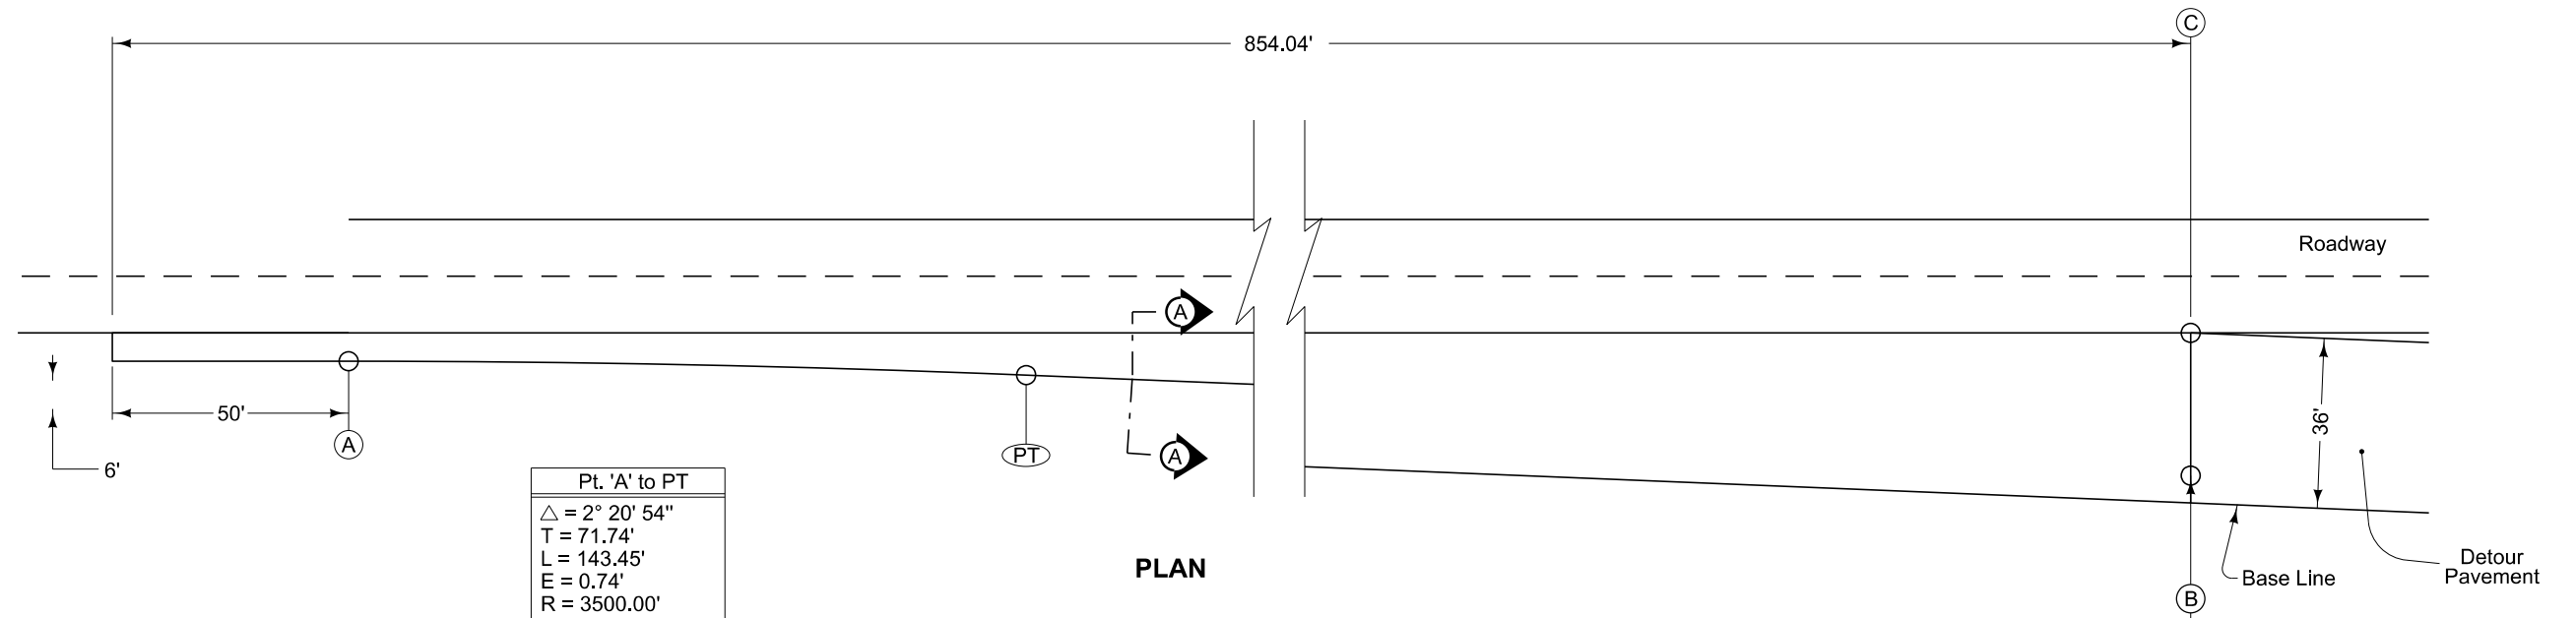 C
854.04'
Roadway
A
50'
A
PT
A
6'
36'
Pt. 'A' to PT
△ = 2° 20' 54"
T = 71.74'
L = 143.45'
E = 0.74'
R = 3500.00'
PLAN
Base Line
Detour
Pavement
B